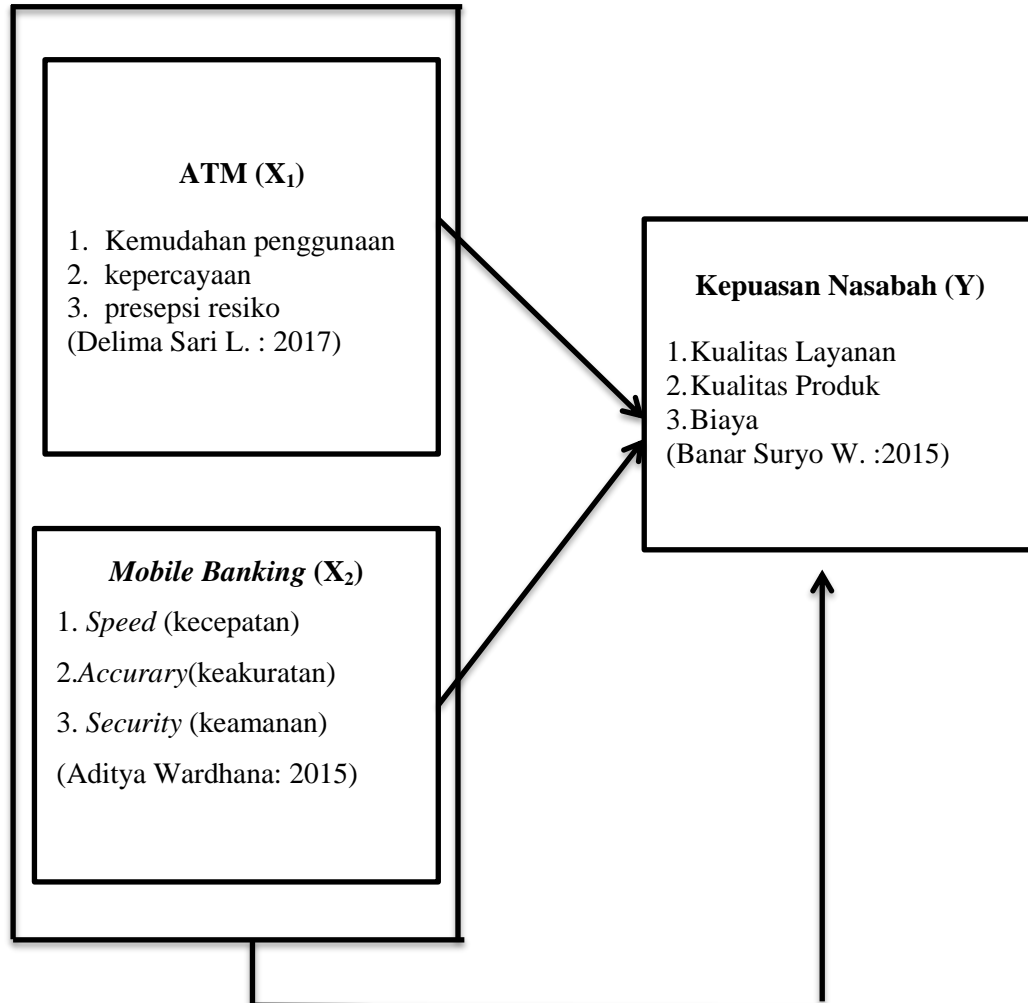 ATM (X₁)
1. Kemudahan penggunaan
2. kepercayaan
3. presepsi resiko
(Delima Sari L. : 2017)
Mobile Banking (X₂)
1. Speed (kecepatan)
2.Accurary(keakuratan)
3. Security (keamanan)
(Aditya Wardhana: 2015)
Kepuasan Nasabah (Y)
1.Kualitas Layanan
2.Kualitas Produk
3.Biaya
(Banar Suryo W. :2015)